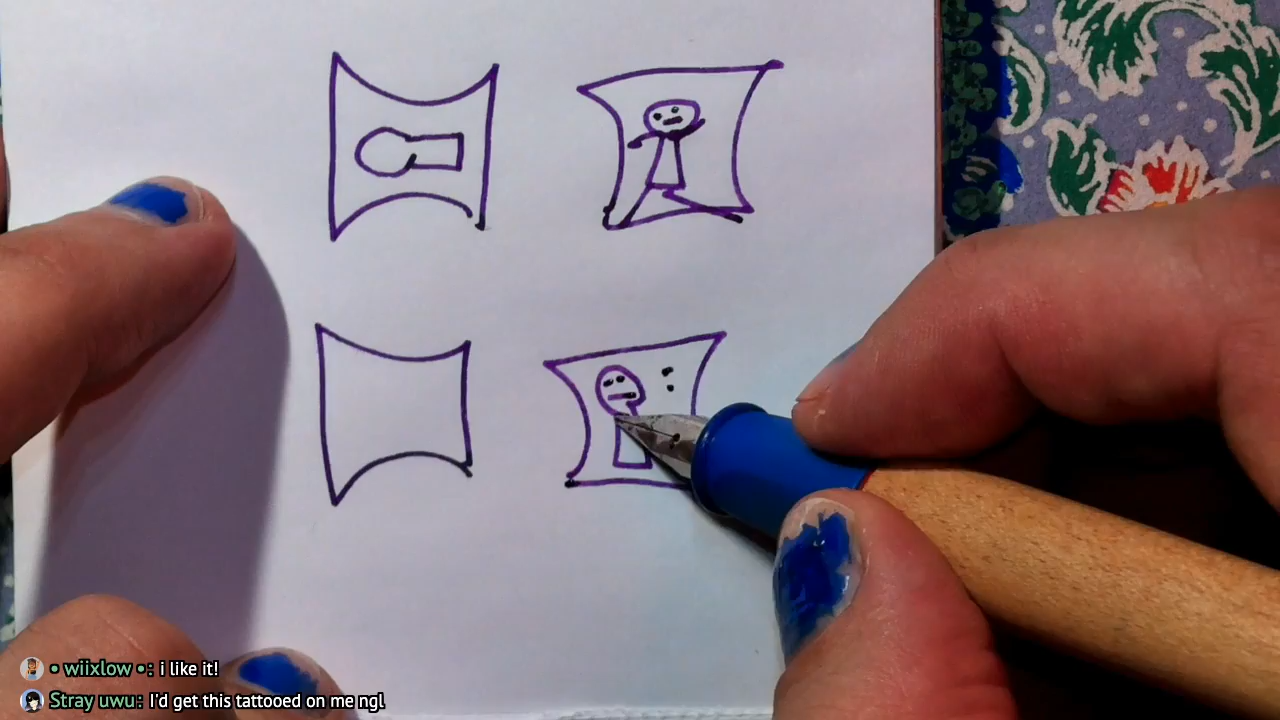 • wiixlow •: i like it!
Stray uwu: I'd get this tattooed on me ngl